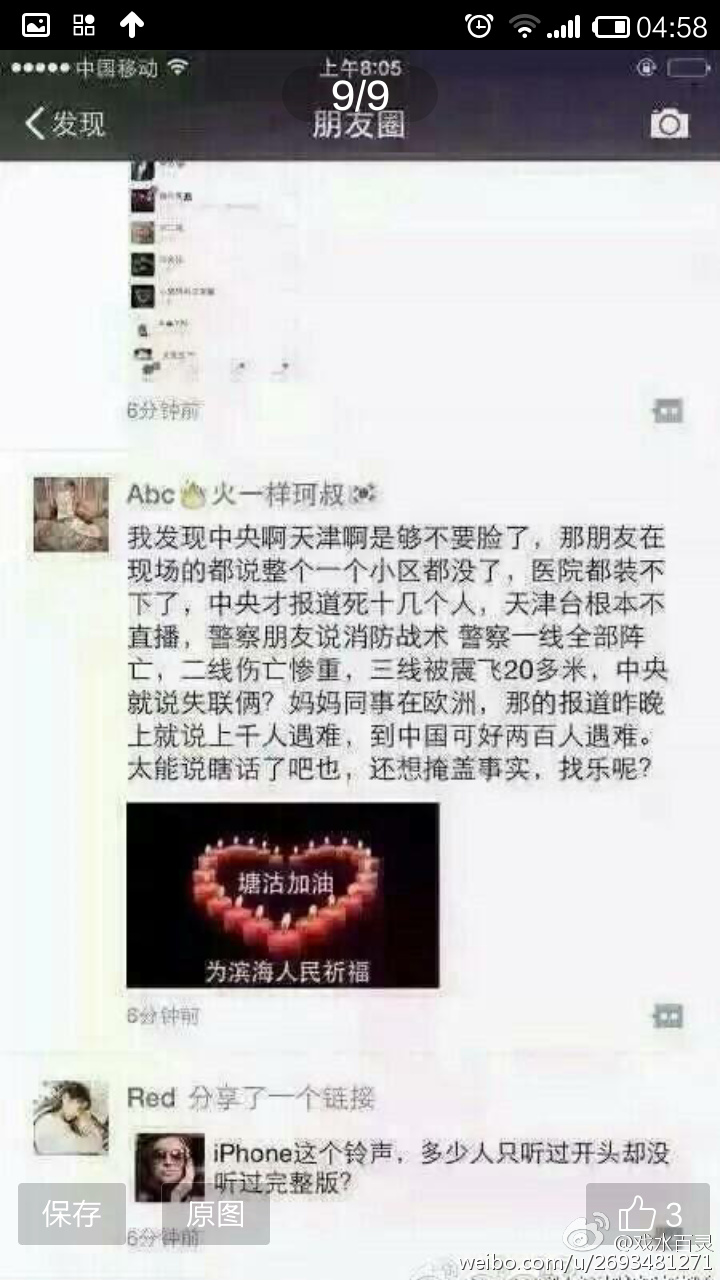 04:58
中国移动
上午8:05
9/9
发现
朋友圈
6分钟前
Abc 火一样珂叔
我发现中央啊天津啊是够不要脸了，那朋友在
现场的都说整个一个小区都没了，医院都装不
下了，中央才报道死十几个人，天津台根本不
直播，警察朋友说消防战术 警察一线全部阵
亡，二线伤亡惨重，三线被震飞20多米，中央
就说失联俩？妈妈同事在欧洲，那的报道昨晚
上就说上千人遇难，到中国可好两百人遇难。
太能说瞎话了吧也，还想掩盖事实，找乐呢？
塘沽加油
为滨海人民祈福
6分钟前
Red 分享了一个链接
iPhone这个铃声，多少人只听过开头却没
听过完整版？
保存
原图
3
6分钟前
@戏水百灵
weibo.com/u/2693481271